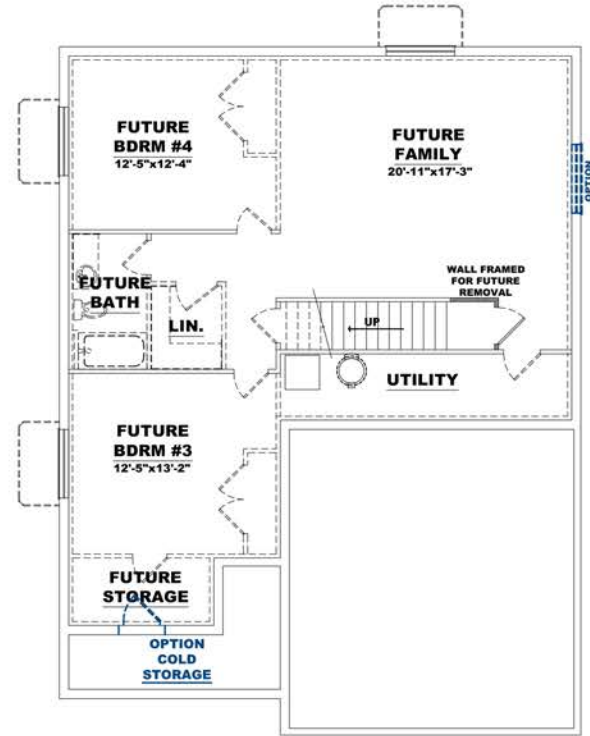 FUTURE
BDRM #4
12'-5"x12'-4"
FUTURE
FAMILY
20'-11"x17'-3"
OPTION
FUTURE
BATH
LIN.
WALL FRAMED
FOR FUTURE
REMOVAL
UP
UTILITY
FUTURE
BDRM #3
12'-5"x13'-2"
FUTURE
STORAGE
OPTION
COLD
STORAGE